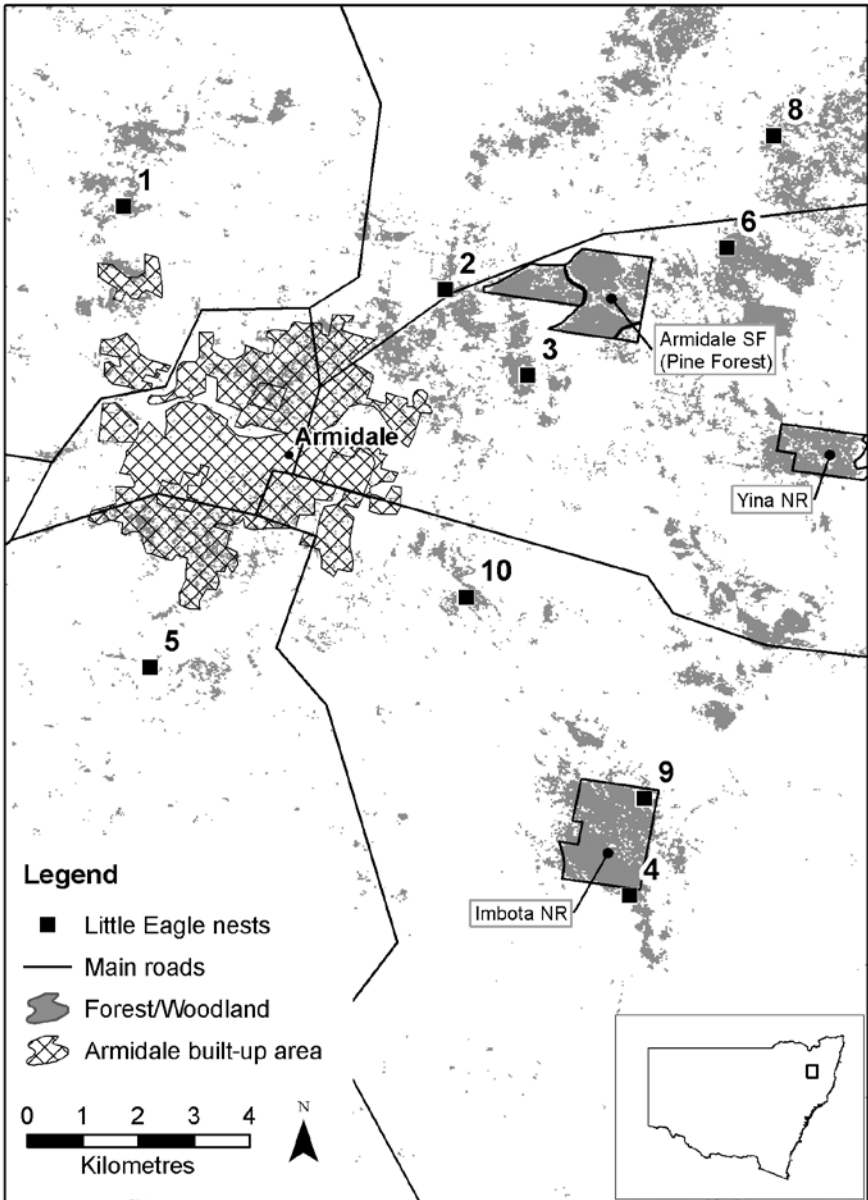 8
1
6
2
Armidale SF
(Pine Forest)
3
Armidale
Yina NR
10
5
9
4
Imbota NR
Legend
Little Eagle nests
Main roads
Forest/Woodland
Armidale built-up area
0 1 2 3 4
Kilometres
N